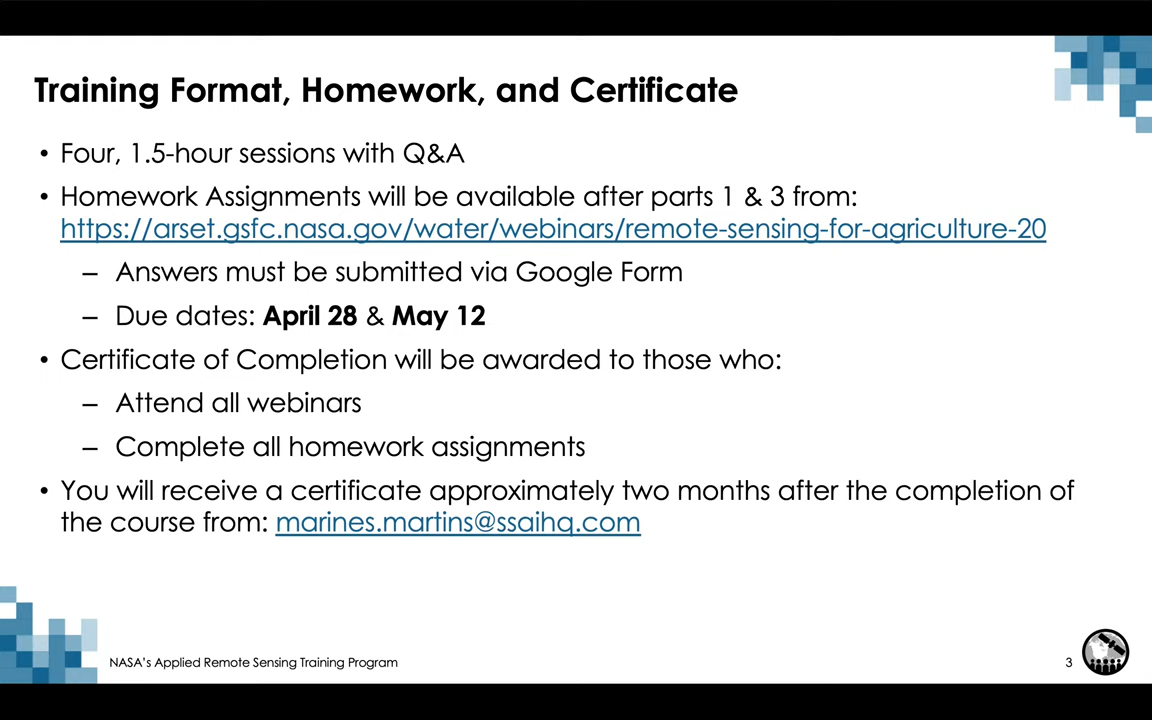 Training Format, Homework, and Certificate
• Four, 1.5-hour sessions with Q&A
• Homework Assignments will be available after parts 1 & 3 from:
https://arset.gsfc.nasa.gov/water/webinars/remote-sensing-for-agriculture-20
– Answers must be submitted via Google Form
– Due dates: April 28 & May 12
• Certificate of Completion will be awarded to those who:
– Attend all webinars
– Complete all homework assignments
• You will receive a certificate approximately two months after the completion of
the course from: marines.martins@ssaihq.com
NASA's Applied Remote Sensing Training Program
3